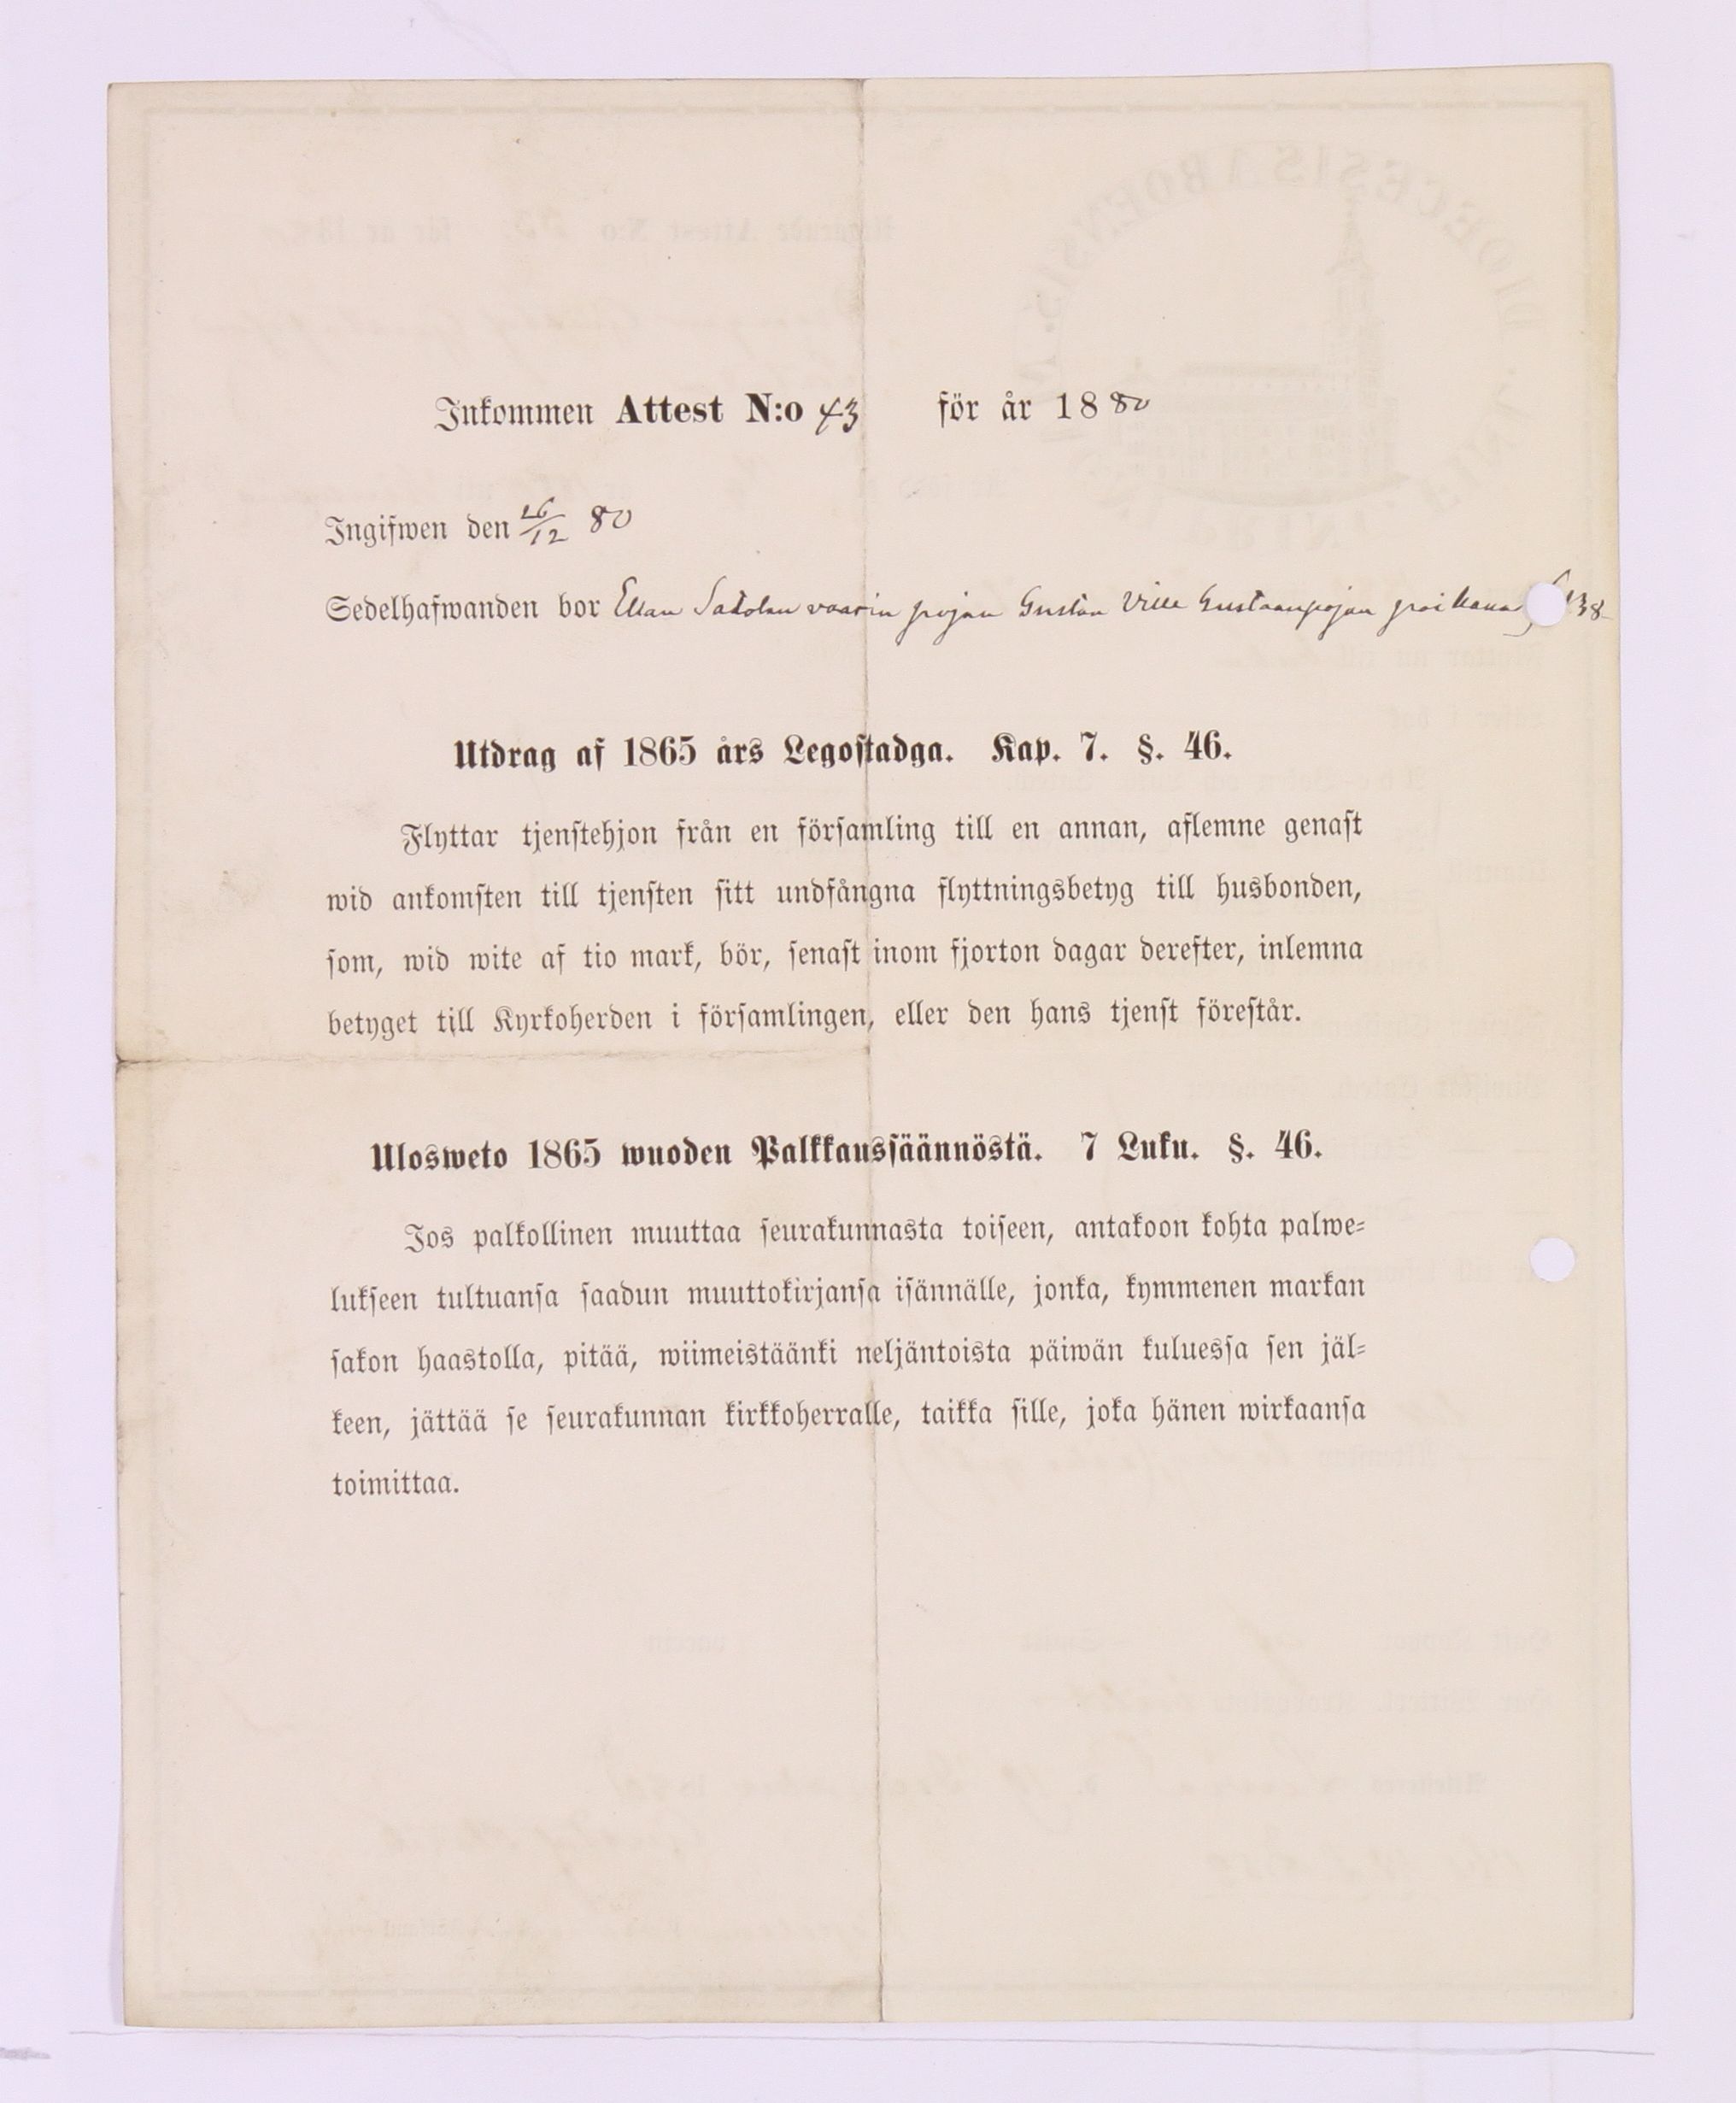 Inkommen Attest N:o 43 för år 1880
Ingifwen den 26/12 80
Sedelhafwanden bor Ellan Satolan vaarin pojan Gustaa Ville Gustaanpojan poikana 138
Utdrag af 1865 års Legostadga. Kap. 7. §. 46.
Flyttar tjenstehjon från en församling till en annan, aflemne genast
wid ankomsten till tjensten sitt undfångna flyttningsbetyg till husbonden,
som, wid wite af tio mark, bör, senast inom fjorton dagar derefter, inlemna
betyget till Kyrkoherden i församlingen, eller den hans tjenst förestår.
Ulosweto 1865 wuoden Palkkaussäännöstä. 7 Luku. §. 46.
Jos palkollinen muuttaa seurakunnasta toiseen, antakoon kohta palwe-
lukseen tultuansa saadun muuttokirjansa isännälle, jonka, kymmenen markan
sakon haastolla, pitää, wiimeistäänki neljäntoista päiwän kuluessa sen jäl-
keen, jättää se seurakunnan kirkkoherralle, taikka sille, joka hänen wirkaansa
toimittaa.